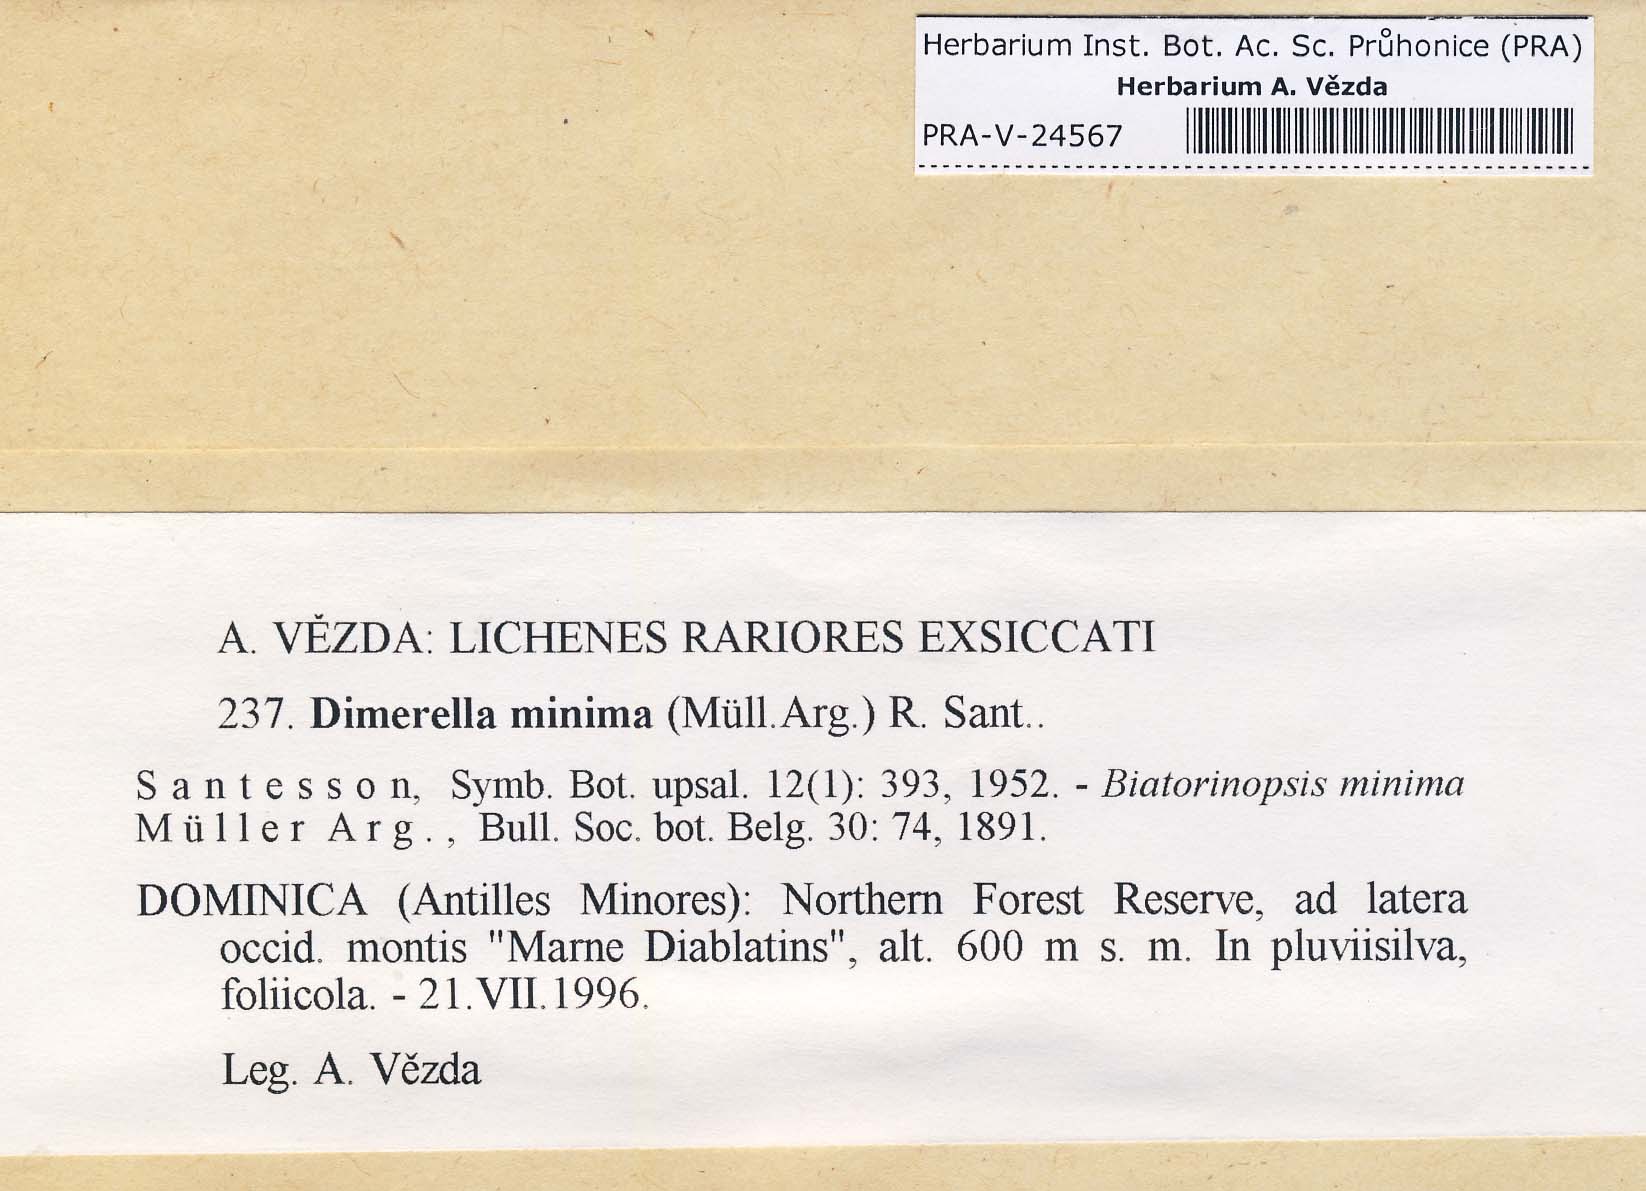 Herbarium Inst. Bot. Ac. Sc. Průhonice (PRA)
Herbarium A. Vězda
PRA-V-24567
A. VĚZDA: LICHENES RARIORES EXSICCATI
237. Dimerella minima (Müll.Arg.) R. Sant..
Santesson, Symb. Bot. upsal. 12(1): 393, 1952. - Biatorinopsis minima
Müller Arg., Bull. Soc. bot. Belg. 30: 74, 1891.
DOMINICA (Antilles Minores): Northern Forest Reserve, ad latera
occid. montis "Marne Diablatins", alt. 600 m s. m. In pluviisilva,
foliicola. - 21.VII.1996.
Leg. A. Vězda